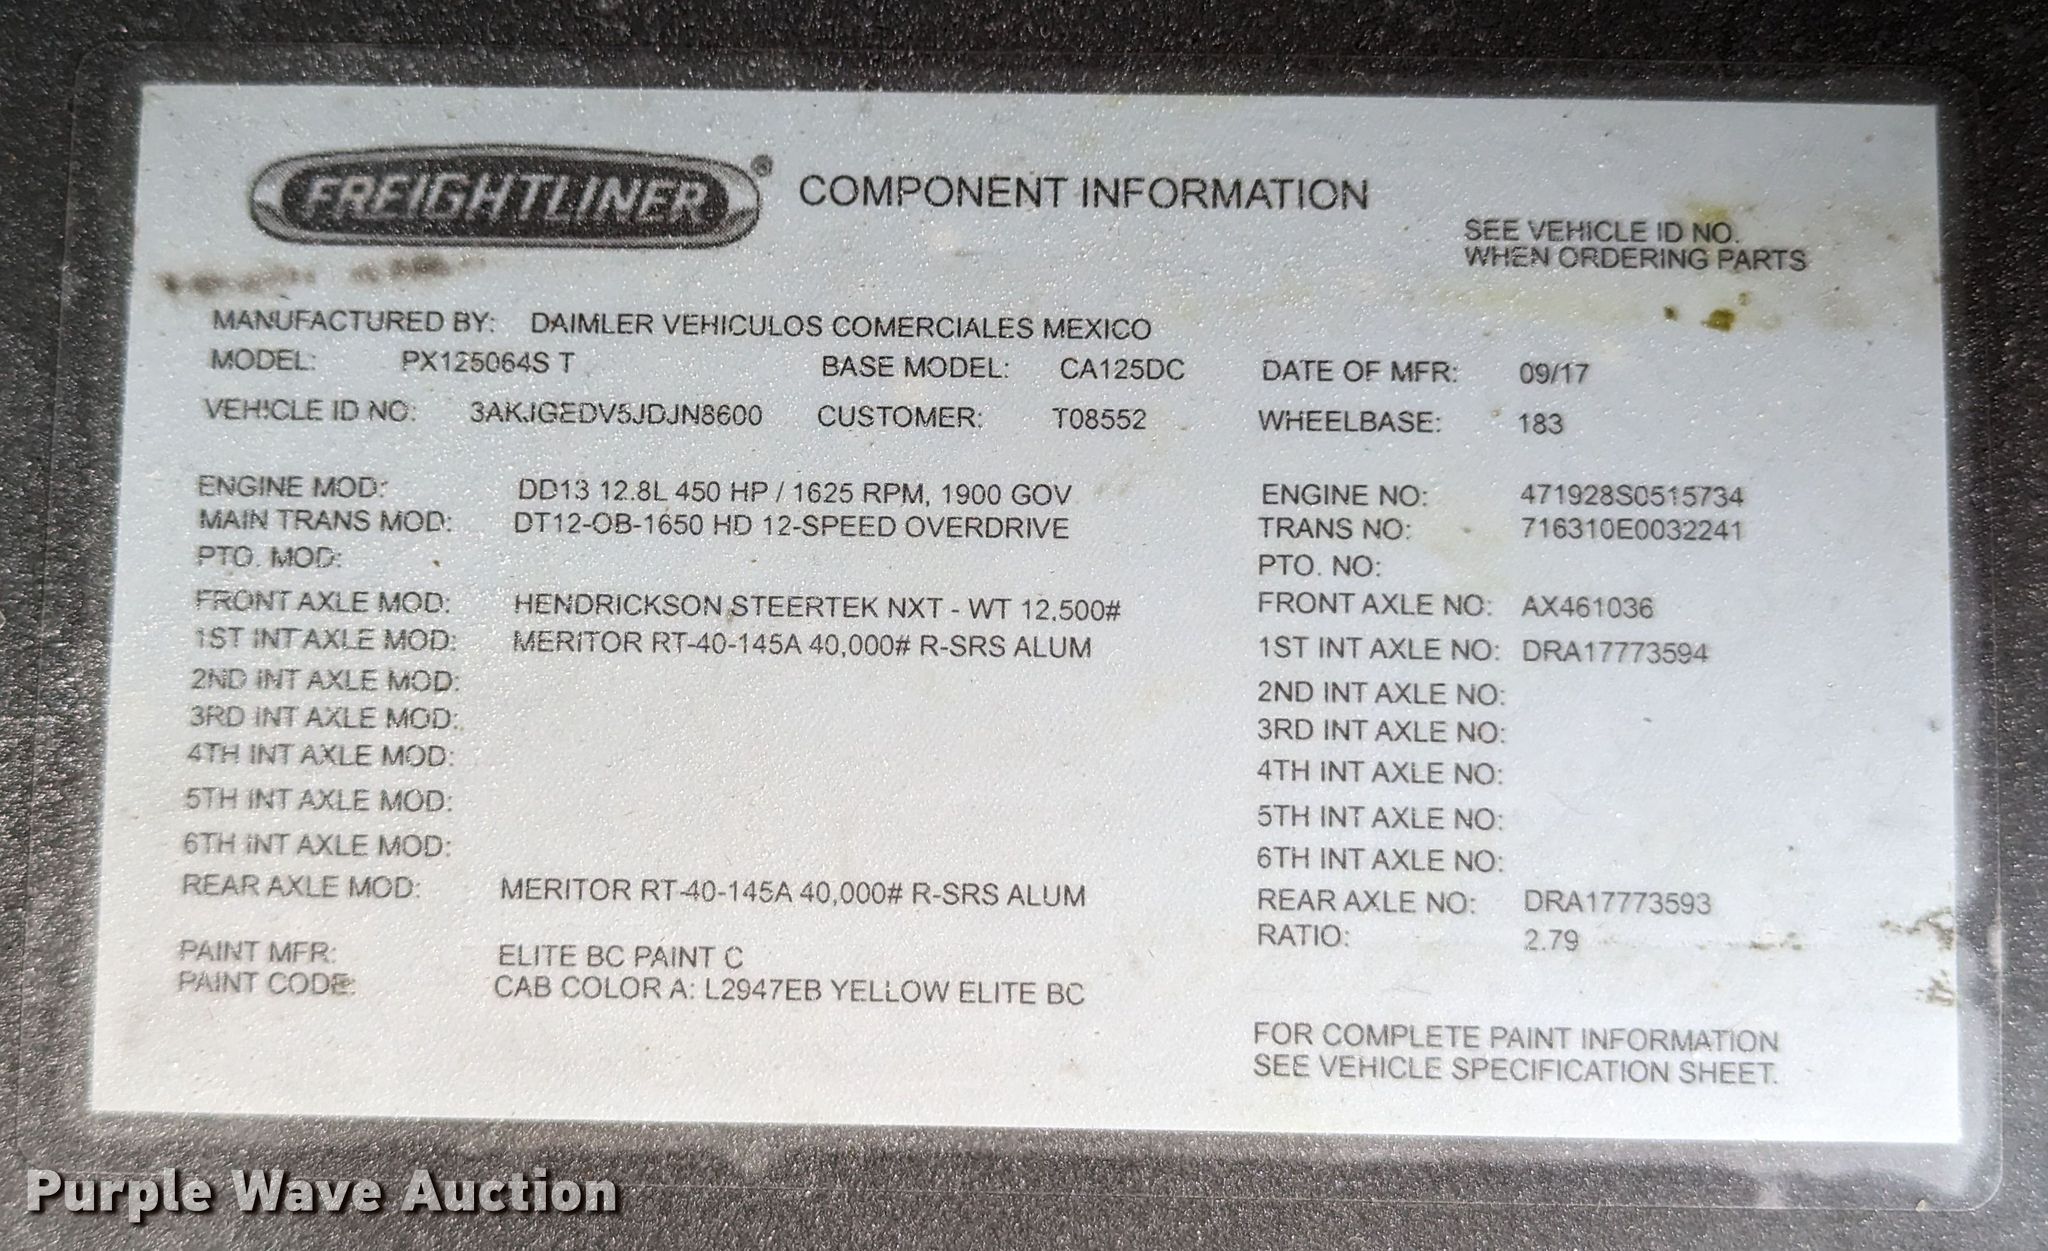 FREIGHTLINER® COMPONENT INFORMATION
SEE VEHICLE ID NO.
WHEN ORDERING PARTS
MANUFACTURED BY: DAIMLER VEHICULOS COMERCIALES MEXICO
MODEL: PX125064S T BASE MODEL: CA125DC DATE OF MFR: 09/17
VEHICLE ID NO: 3AKJGEDV5JDJN8600 CUSTOMER: T08552 WHEELBASE: 183
ENGINE MOD: DD13 12.8L 450 HP / 1625 RPM, 1900 GOV ENGINE NO: 471928S0515734
MAIN TRANS MOD: DT12-OB-1650 HD 12-SPEED OVERDRIVE TRANS NO: 716310E0032241
PTO. MOD: PTO. NO:
FRONT AXLE MOD: HENDRICKSON STEERTEK NXT - WT 12,500# FRONT AXLE NO: AX461036
1ST INT AXLE MOD: MERITOR RT-40-145A 40,000# R-SRS ALUM 1ST INT AXLE NO: DRA17773594
2ND INT AXLE MOD: 2ND INT AXLE NO:
3RD INT AXLE MOD: 3RD INT AXLE NO:
4TH INT AXLE MOD: 4TH INT AXLE NO:
5TH INT AXLE MOD: 5TH INT AXLE NO:
6TH INT AXLE MOD: 6TH INT AXLE NO:
REAR AXLE MOD: MERITOR RT-40-145A 40,000# R-SRS ALUM REAR AXLE NO: DRA17773593
RATIO: 2.79
PAINT MFR: ELITE BC PAINT C
PAINT CODE: CAB COLOR A: L2947EB YELLOW ELITE BC
FOR COMPLETE PAINT INFORMATION
SEE VEHICLE SPECIFICATION SHEET.
Purple Wave Auction